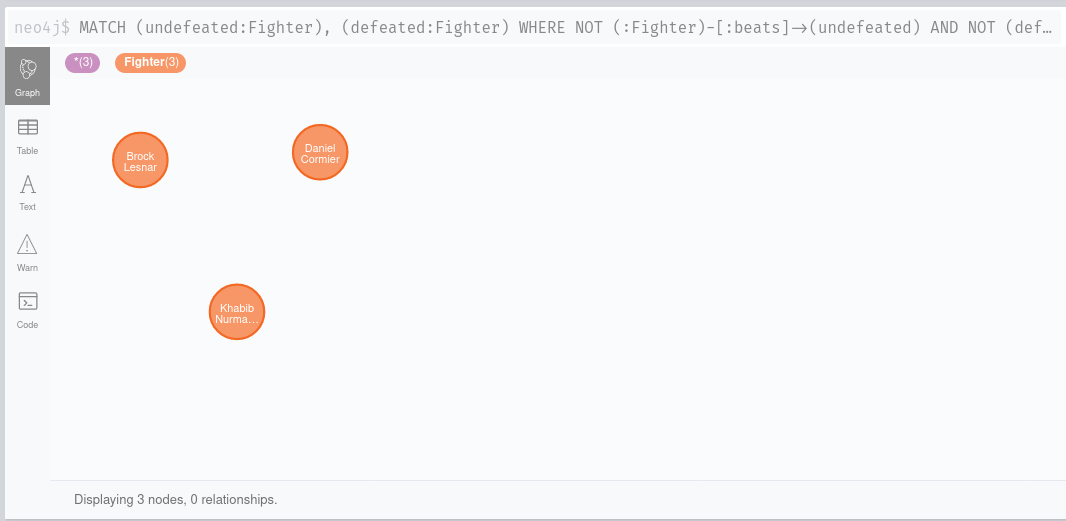 neo4j$ MATCH (undefeated:Fighter), (defeated:Fighter) WHERE NOT (:Fighter)-[:beats]→(undefeated) AND NOT (def…
*(3) Fighter(3)
Graph
Table
Text
Warn
Code
Brock
Lesnar
Daniel
Cormier
Khabib
Nurma…
Displaying 3 nodes, 0 relationships.